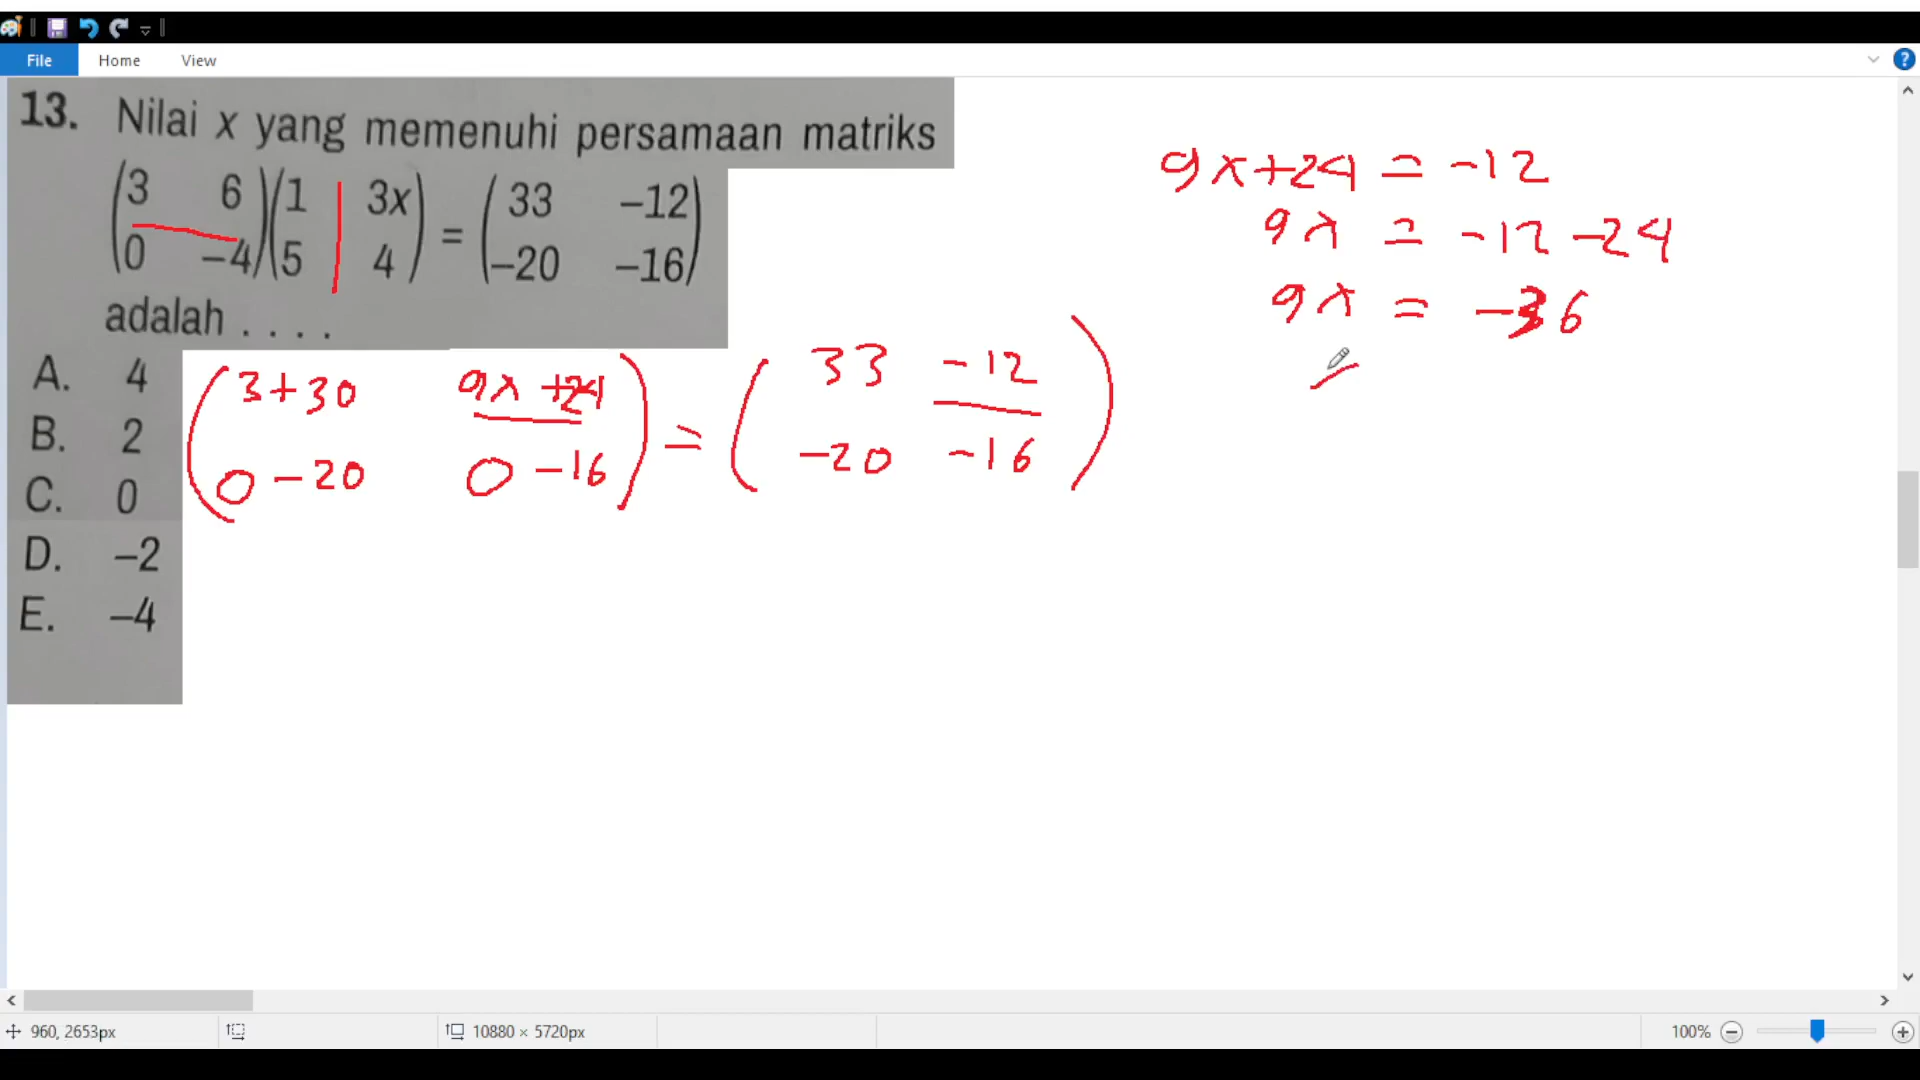 File Home View
13. Nilai x yang memenuhi persamaan matriks
(3 6) (1 3x) = (33 –12)
(0 –4) (5 4) (–20 –16)
adalah . . . .
A. 4
B. 2
C. 0
D. –2
E. –4
(3+30 9x +24) = (33 -12)
(0 -20 0 -16) (-20 -16)
9x+24 = -12
9x = -12 -24
9x = -36
960, 2653px
10880 × 5720px
100%